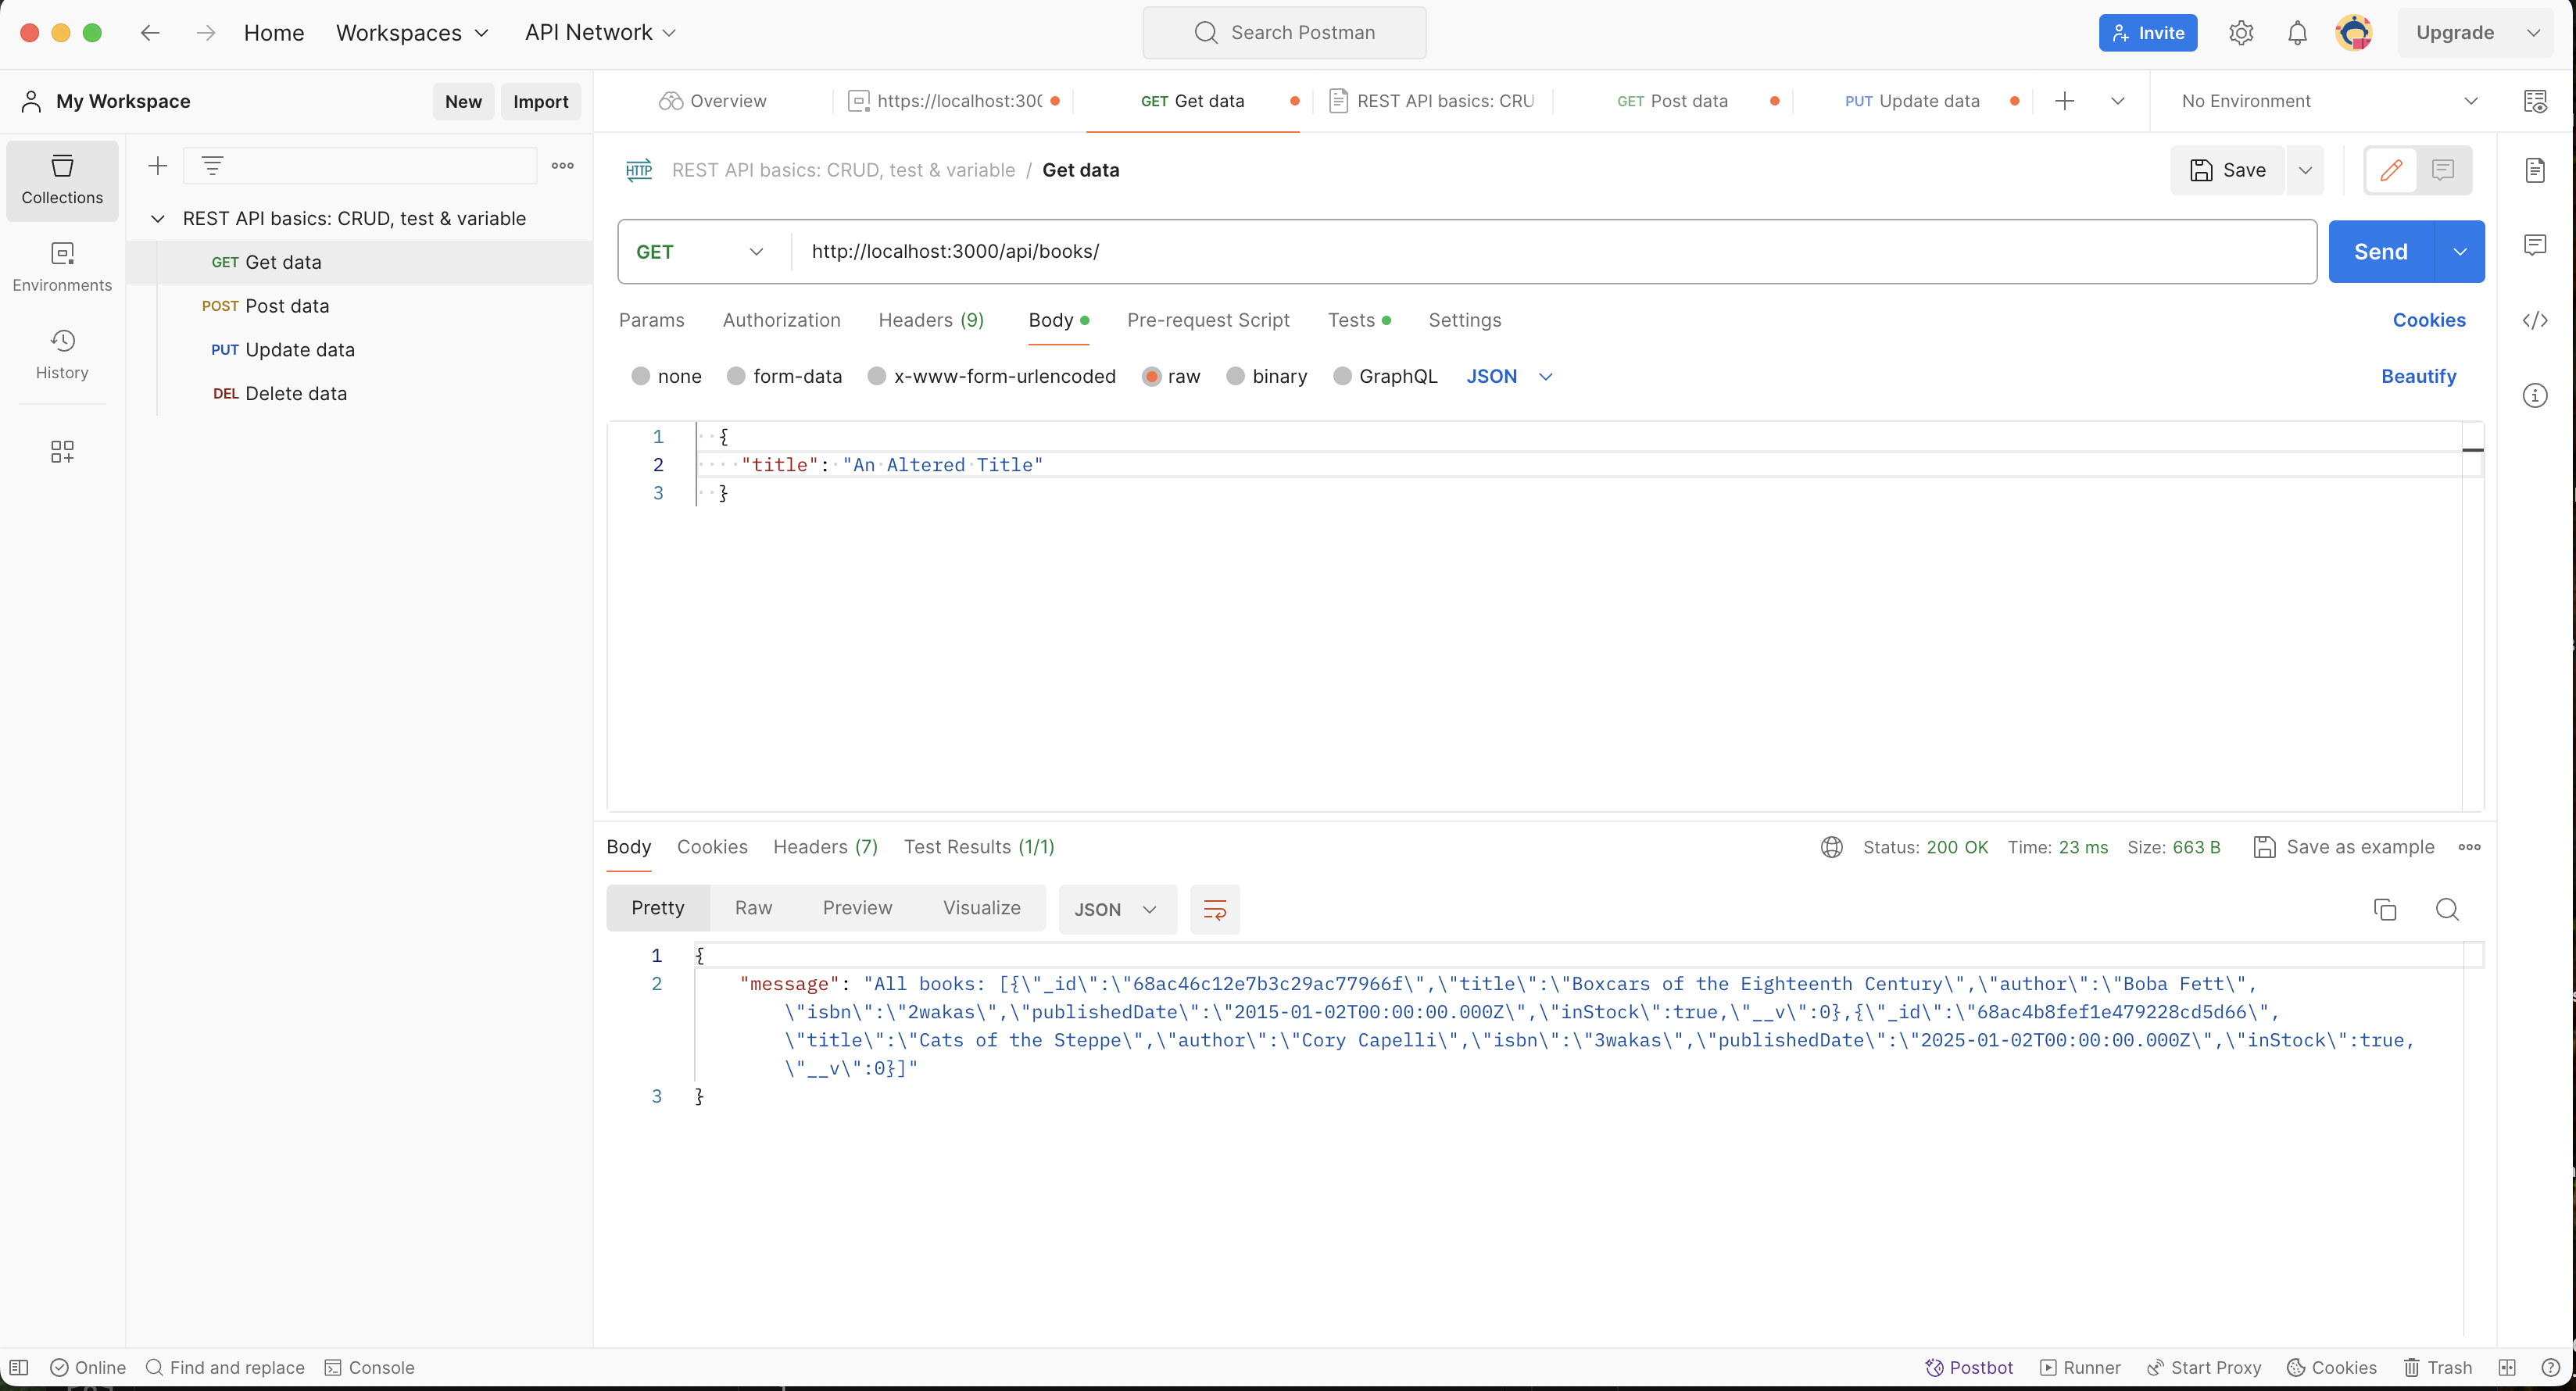 Home Workspaces API Network Search Postman Invite Upgrade
My Workspace New Import Overview https://localhost:300 GET Get data REST API basics: CRU GET Post data PUT Update data No Environment
Collections
REST API basics: CRUD, test & variable / Get data Save
REST API basics: CRUD, test & variable
GET Get data
POST Post data
PUT Update data
DEL Delete data
Environments
History
GET http://localhost:3000/api/books/ Send
Params Authorization Headers (9) Body Pre-request Script Tests Settings Cookies
none form-data x-www-form-urlencoded raw binary GraphQL JSON Beautify
1 {
2 "title": "An Altered Title"
3 }
Body Cookies Headers (7) Test Results (1/1) Status: 200 OK Time: 23 ms Size: 663 B Save as example
Pretty Raw Preview Visualize JSON
1 {
2 "message": "All books: [{\"_id\":\"68ac46c12e7b3c29ac77966f\",\"title\":\"Boxcars of the Eighteenth Century\",\"author\":\"Boba Fett\",
\"isbn\":\"2wakas\",\"publishedDate\":\"2015-01-02T00:00:00.000Z\",\"inStock\":true,\"__v\":0},{\"_id\":\"68ac4b8fef1e479228cd5d66\",
\"title\":\"Cats of the Steppe\",\"author\":\"Cory Capelli\",\"isbn\":\"3wakas\",\"publishedDate\":\"2025-01-02T00:00:00.000Z\",\"inStock\":true,
\"__v\":0}]"
3 }
Online Find and replace Console Postbot Runner Start Proxy Cookies Trash